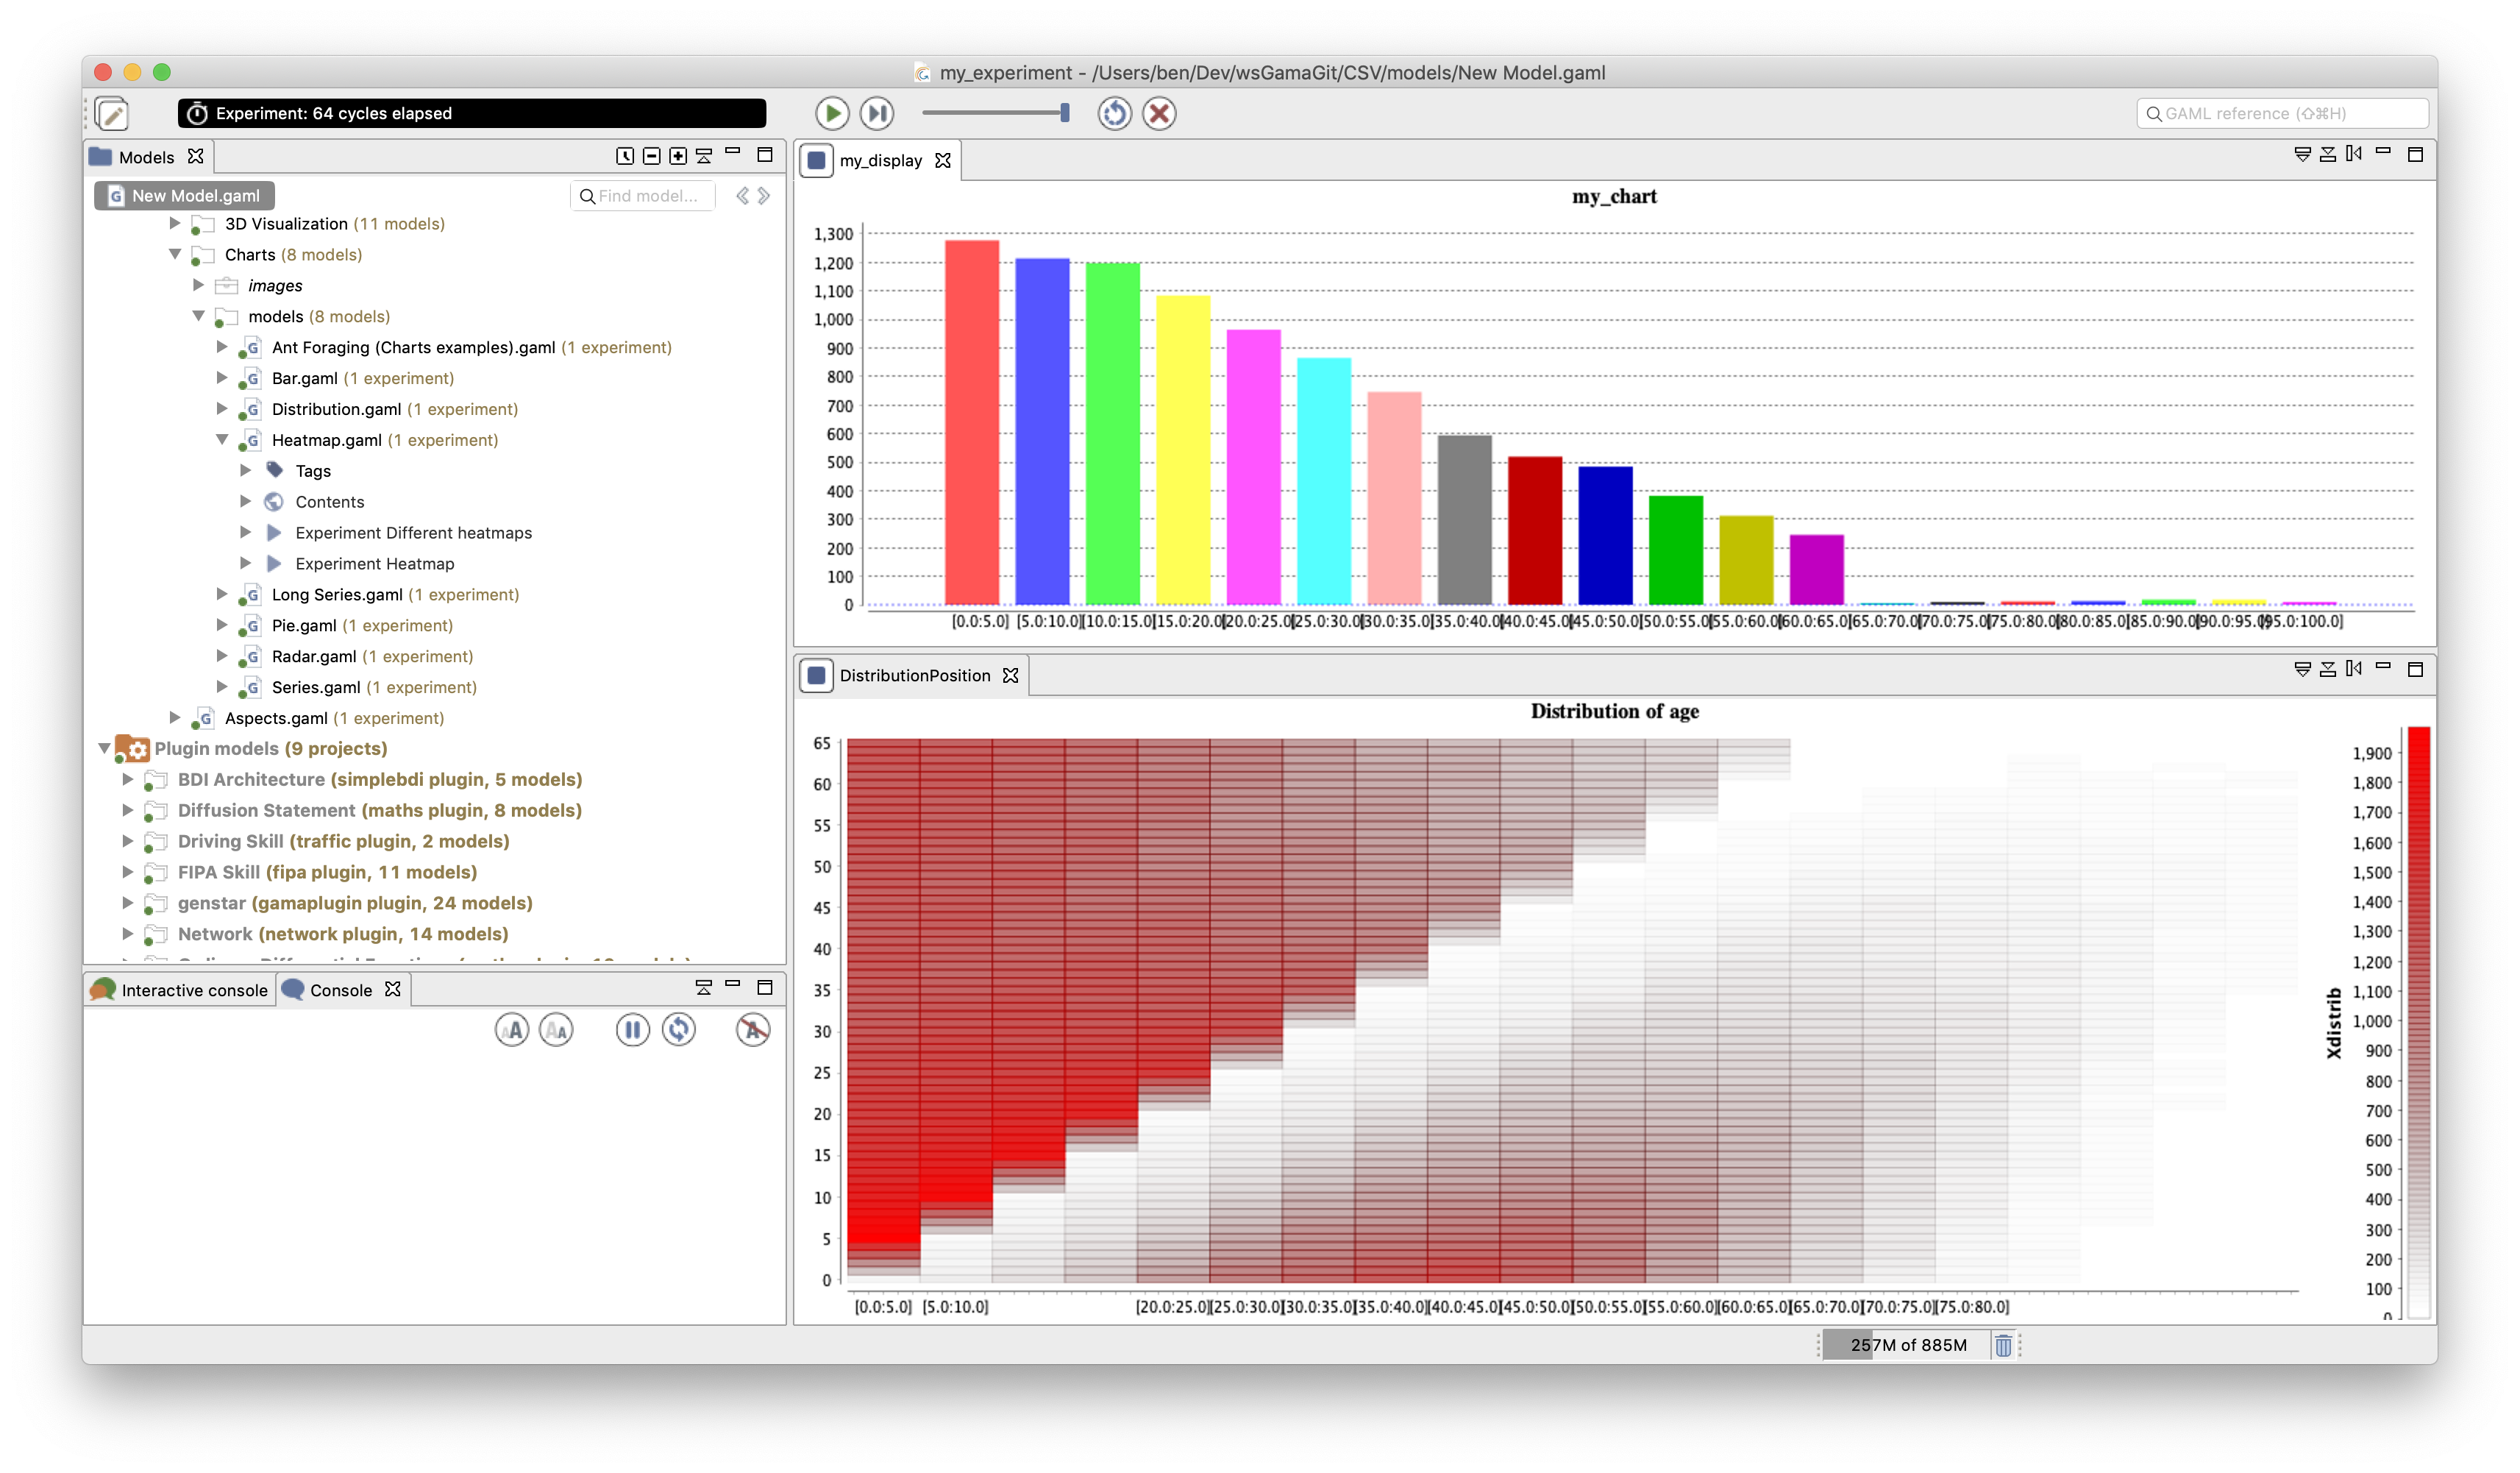 my_experiment - /Users/ben/Dev/wsGamaGit/CSV/models/New Model.gaml
Experiment: 64 cycles elapsed
GAML reference (⇧⌘H)
Models
New Model.gaml
Find model...
3D Visualization (11 models)
Charts (8 models)
images
models (8 models)
Ant Foraging (Charts examples).gaml (1 experiment)
Bar.gaml (1 experiment)
Distribution.gaml (1 experiment)
Heatmap.gaml (1 experiment)
Tags
Contents
Experiment Different heatmaps
Experiment Heatmap
Long Series.gaml (1 experiment)
Pie.gaml (1 experiment)
Radar.gaml (1 experiment)
Series.gaml (1 experiment)
Aspects.gaml (1 experiment)
Plugin models (9 projects)
BDI Architecture (simplebdi plugin, 5 models)
Diffusion Statement (maths plugin, 8 models)
Driving Skill (traffic plugin, 2 models)
FIPA Skill (fipa plugin, 11 models)
genstar (gamaplugin plugin, 24 models)
Network (network plugin, 14 models)
Interactive console
Console
my_display
my_chart
1,300
1,200
1,100
1,000
900
800
700
600
500
400
300
200
100
0
[0.0:5.0] [5.0:10.0][10.0:15.0][15.0:20.0][20.0:25.0][25.0:30.0][30.0:35.0][35.0:40.0][40.0:45.0][45.0:50.0][50.0:55.0][55.0:60.0][60.0:65.0][65.0:70.0][70.0:75.0][75.0:80.0][80.0:85.0][85.0:90.0][90.0:95.0][95.0:100.0]
DistributionPosition
Distribution of age
65
60
55
50
45
40
35
30
25
20
15
10
5
0
[0.0:5.0] [5.0:10.0] [20.0:25.0][25.0:30.0][30.0:35.0][35.0:40.0][40.0:45.0][45.0:50.0][50.0:55.0][55.0:60.0][60.0:65.0][65.0:70.0][70.0:75.0][75.0:80.0]
Xdistrib
1,900
1,800
1,700
1,600
1,500
1,400
1,300
1,200
1,100
1,000
900
800
700
600
500
400
300
200
100
0
257M of 885M